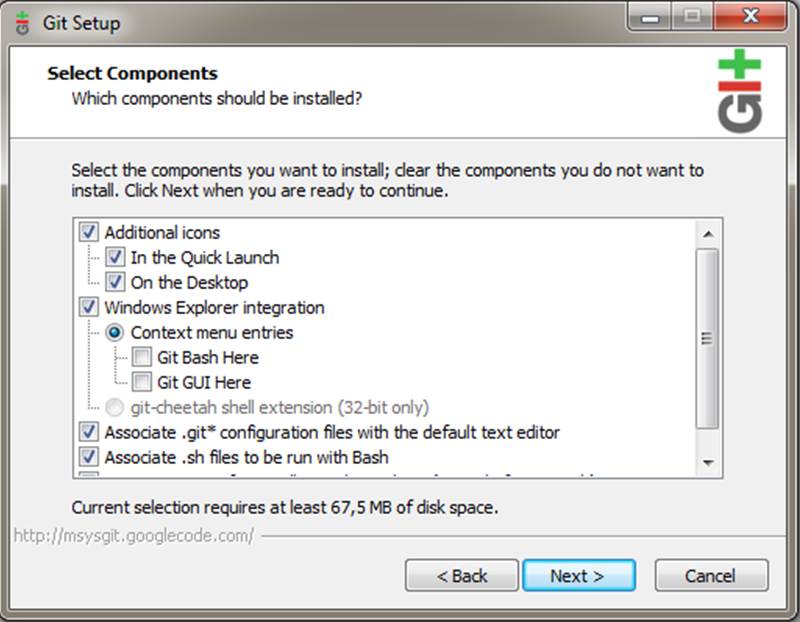 Git Setup
Select Components
Which components should be installed?
GIT
Select the components you want to install; clear the components you do not want to
install. Click Next when you are ready to continue.
Additional icons
In the Quick Launch
On the Desktop
Windows Explorer integration
Context menu entries
Git Bash Here
Git GUI Here
git-cheetah shell extension (32-bit only)
Associate .git* configuration files with the default text editor
Associate .sh files to be run with Bash
Current selection requires at least 67,5 MB of disk space.
http://msysgit.googlecode.com/
< Back
Next >
Cancel